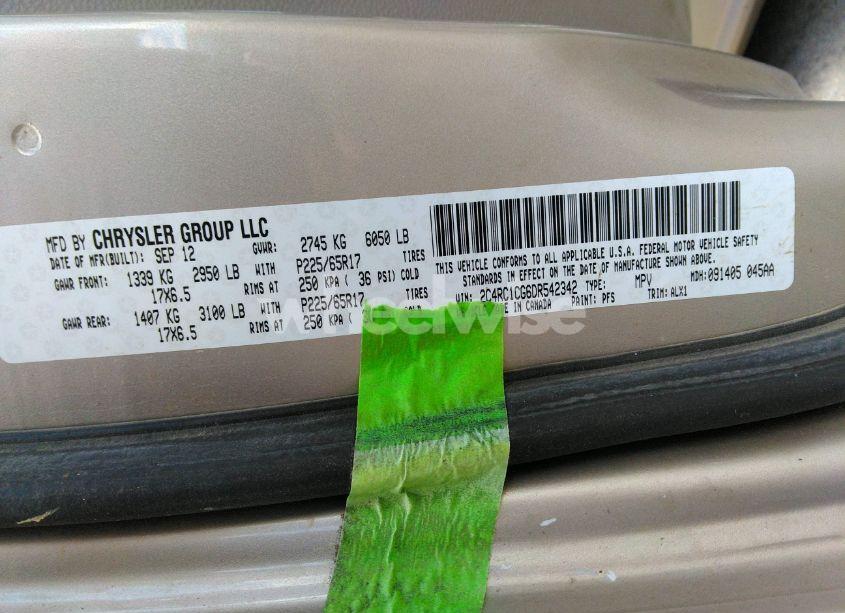 MFD BY CHRYSLER GROUP LLC
DATE OF MFR(BUILT): SEP 12 GVWR: 2745 KG 6050 LB
GAWR FRONT: 1339 KG 2950 LB WITH P225/65R17 TIRES
17X6.5 RIMS AT 250 KPA ( 36 PSI) COLD
GAWR REAR: 1407 KG 3100 LB WITH P225/65R17 TIRES
17X6.5 RIMS AT 250 KPA (
THIS VEHICLE CONFORMS TO ALL APPLICABLE U.S.A. FEDERAL MOTOR VEHICLE SAFETY
STANDARDS IN EFFECT ON THE DATE OF MANUFACTURE SHOWN ABOVE.
VIN: 2C4RC1CG6DR542342 TYPE: MPV MDH: 091405 045AA
IN CANADA PAINT: PFS TRIM: ALX1
wheelwise